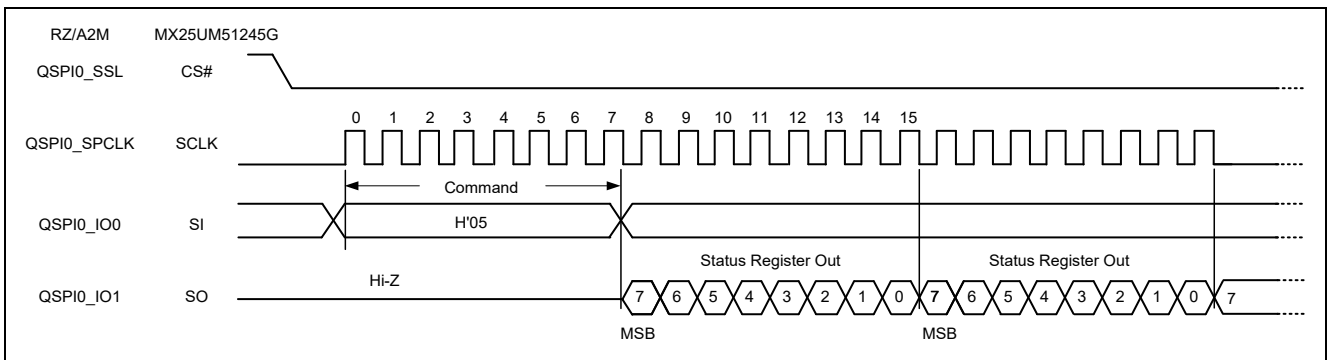 RZ/A2M MX25UM51245G
QSPI0_SSL CS#
0 1 2 3 4 5 6 7 8 9 10 11 12 13 14 15
QSPI0_SPCLK SCLK
Command
QSPI0_IO0 SI H'05
Status Register Out Status Register Out
Hi-Z
QSPI0_IO1 SO 7 6 5 4 3 2 1 0 7 6 5 4 3 2 1 0 7
MSB MSB